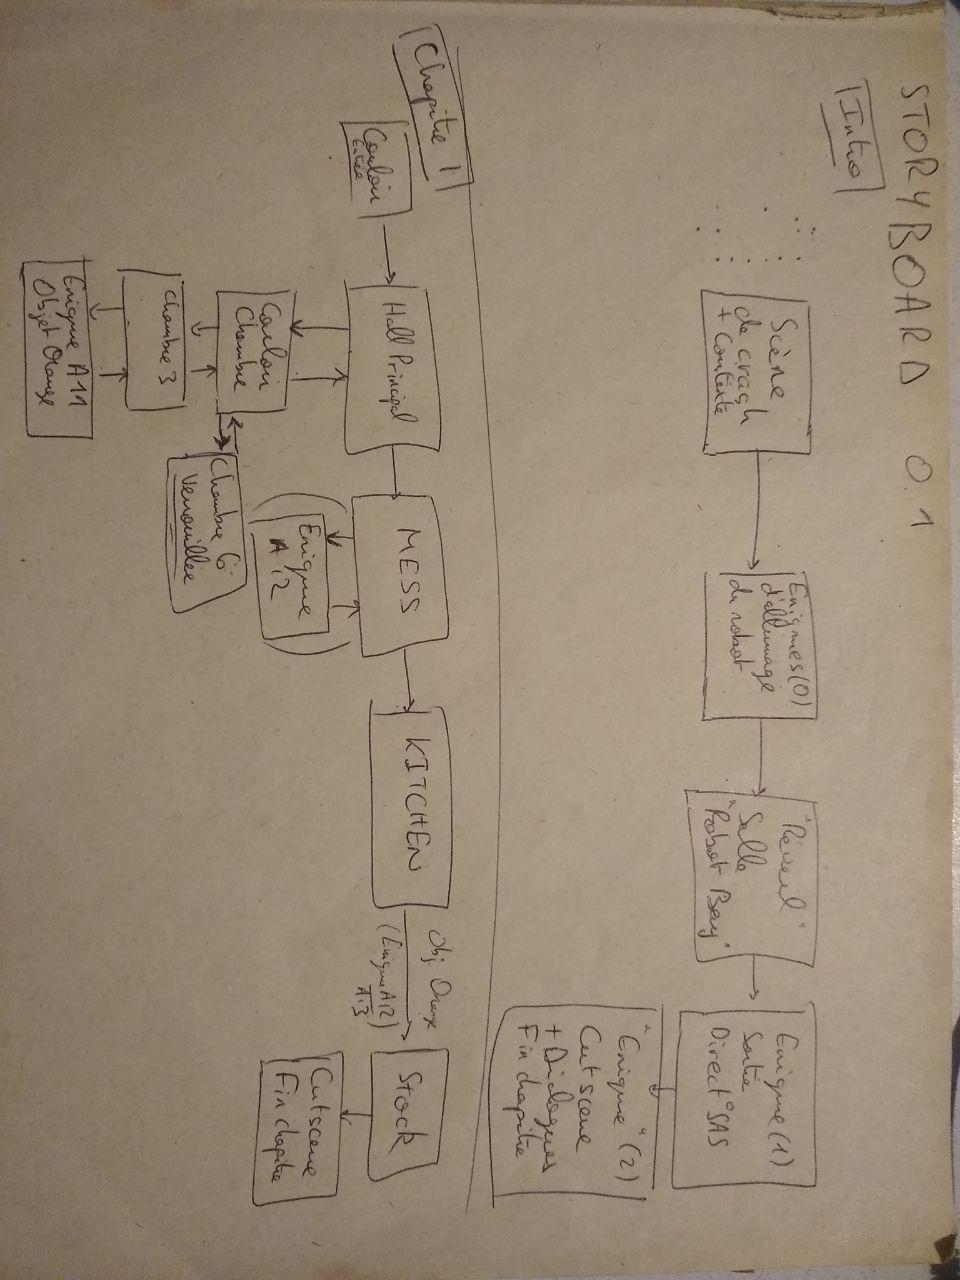 STORYBOARD 0.1
Intro
Scène
de crash
+ Contexte
Enigmes (0)
d'allumage
du robot
"Réveil"
Salle
"Robot Bay"
Enigme (1)
Sortie
Direct° SAS
"Enigme" (2)
Cutscene
+ Dialogues
Fin chapitre
Chapitre 1
Couloir
Entrée
Hall Principal
MESS
KITCHEN
Obj. Orange
(Enigme A12)
A13
Stock
Cutscene
Fin chapitre
Couloir
Chambre
Enigme
A12
Chambre 3
Chambre 6
Verrouillée
Enigme A11
Objet Orange